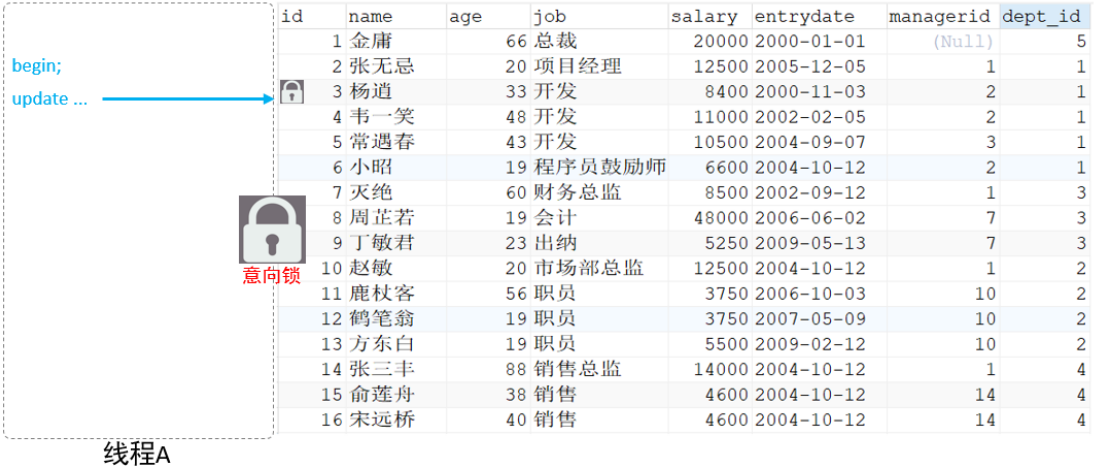 id name age job salary entrydate managerid dept_id
1 金庸 66 总裁 20000 2000-01-01 (Null) 5
begin;
2 张无忌 20 项目经理 12500 2005-12-05 1 1
update ...
3 杨逍 33 开发 8400 2000-11-03 2 1
4 韦一笑 48 开发 11000 2002-02-05 2 1
5 常遇春 43 开发 10500 2004-09-07 3 1
6 小昭 19 程序员鼓励师 6600 2004-10-12 2 1
7 灭绝 60 财务总监 8500 2002-09-12 1 3
8 周芷若 19 会计 48000 2006-06-02 7 3
9 丁敏君 23 出纳 5250 2009-05-13 7 3
意向锁
10 赵敏 20 市场部总监 12500 2004-10-12 1 2
11 鹿杖客 56 职员 3750 2006-10-03 10 2
12 鹤笔翁 19 职员 3750 2007-05-09 10 2
13 方东白 19 职员 5500 2009-02-12 10 2
14 张三丰 88 销售总监 14000 2004-10-12 1 4
15 俞莲舟 38 销售 4600 2004-10-12 14 4
16 宋远桥 40 销售 4600 2004-10-12 14 4
线程A